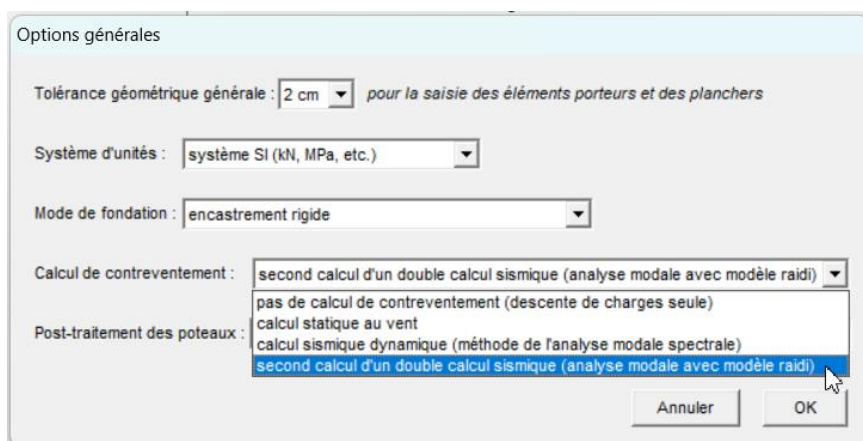 Options générales
Tolérance géométrique générale : 2 cm pour la saisie des éléments porteurs et des planchers
Système d'unités : système SI (kN, MPa, etc.)
Mode de fondation : encastrement rigide
Calcul de contreventement : second calcul d'un double calcul sismique (analyse modale avec modèle raidi)
pas de calcul de contreventement (descente de charges seule)
calcul statique au vent
Post-traitement des poteaux :
calcul sismique dynamique (méthode de l'analyse modale spectrale)
second calcul d'un double calcul sismique (analyse modale avec modèle raidi)
Annuler OK